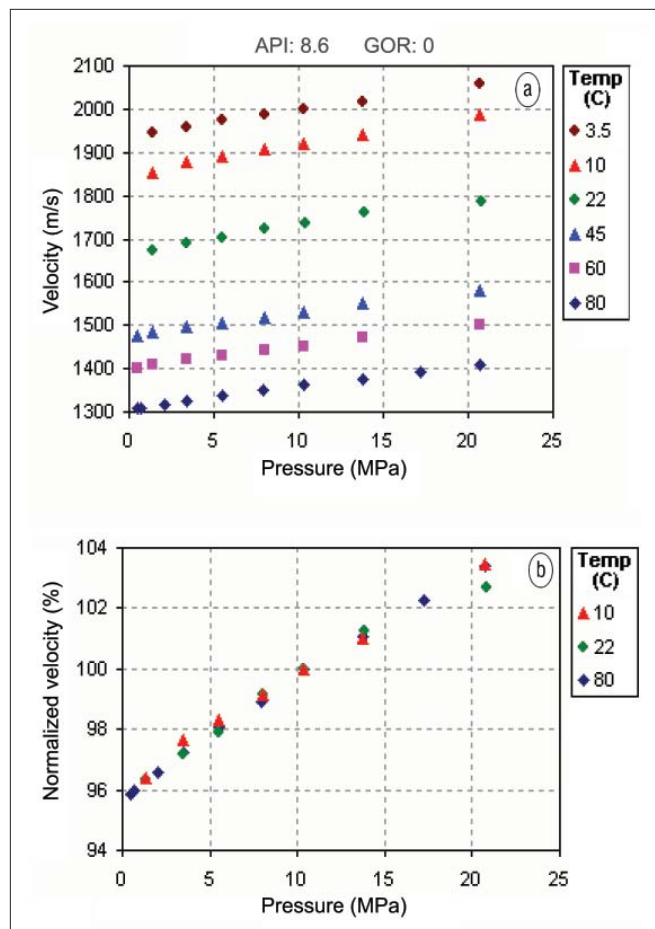 API: 8.6 GOR: 0
2100
2000
1900
1800
1700
1600
1500
1400
1300
Velocity (m/s)
0 5 10 15 20 25
Pressure (MPa)
a
Temp
(C)
3.5
10
22
45
60
80
104
102
100
98
96
94
Normalized velocity (%)
0 5 10 15 20 25
Pressure (MPa)
b
Temp
(C)
10
22
80